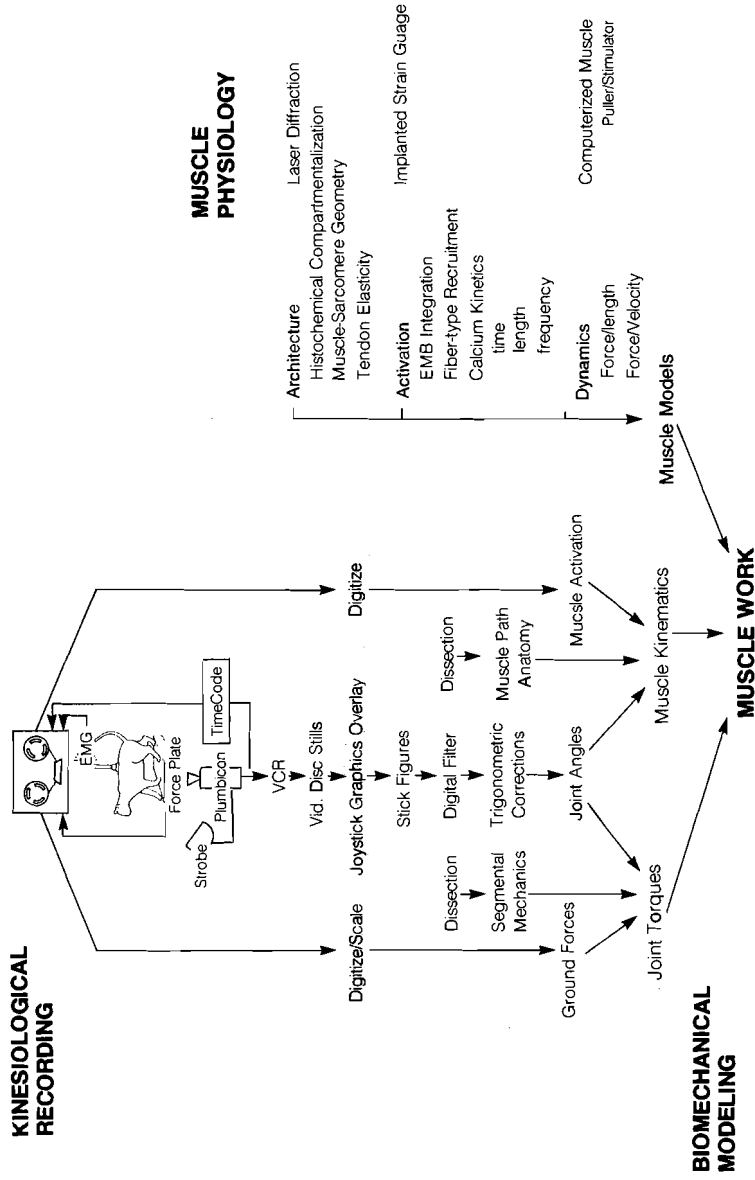 KINESIOLOGICAL
RECORDING
EMG
Force Plate
Strobe
Plumbicon
TimeCode
VCR
Vid. Disc Stills
Digitize/Scale
Joystick Graphics Overlay
Digitize
Stick Figures
Dissection
Digital Filter
Dissection
Segmental
Mechanics
Trigonometric
Corrections
Muscle Path
Anatomy
Ground Forces
Joint Angles
Mucsle Activation
Joint Torques
Muscle Kinematics
BIOMECHANICAL
MODELING
MUSCLE WORK
MUSCLE
PHYSIOLOGY
Architecture
Laser Diffraction
Histochemical Compartmentalization
Muscle-Sarcomere Geometry
Tendon Elasticity
Activation
Implanted Strain Guage
EMB Integration
Fiber-type Recruitment
Calcium Kinetics
time
length
frequency
Dynamics
Computerized Muscle
Force/length
Puller/Stimulator
Force/Velocity
Muscle Models